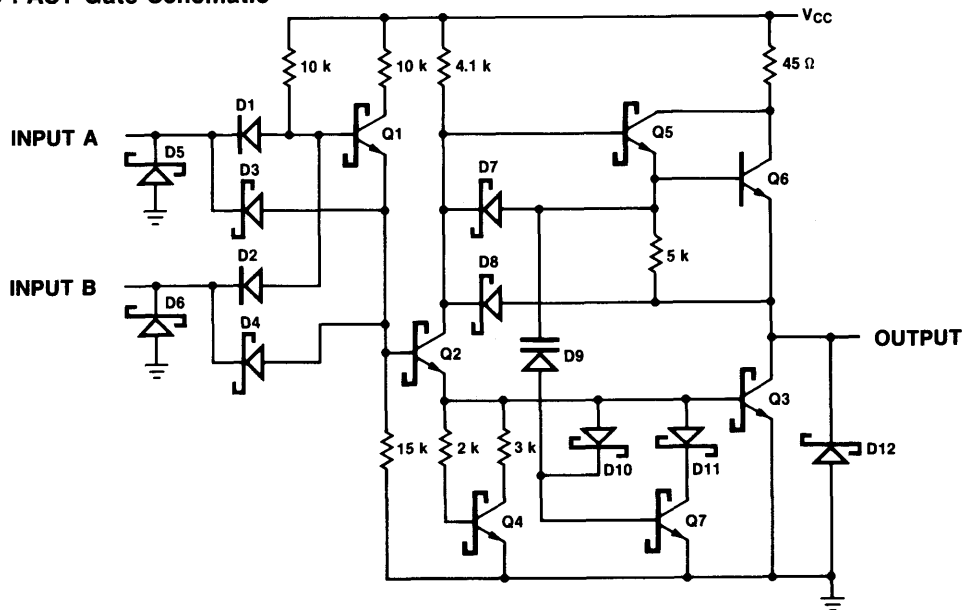 FAST Gate Schematic
VCC
10 k
10 k
4.1 k
45 Ω
D1
INPUT A
Q1
Q5
D5
D3
D7
Q6
D2
5 k
INPUT B
D8
D6
D4
OUTPUT
Q2
D9
Q3
15 k
2 k
3 k
D10
D11
D12
Q4
Q7